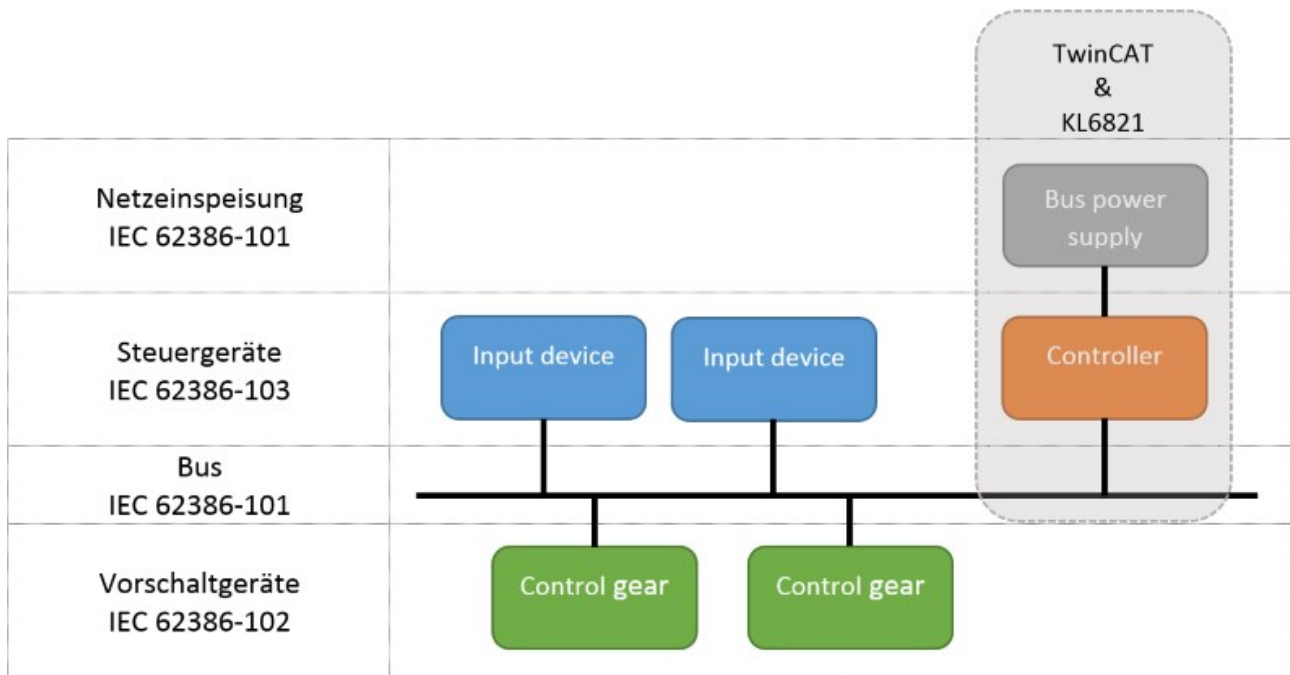 TwinCAT
&
KL6821
Netzeinspeisung
IEC 62386-101
Bus power
supply
Steuergeräte
IEC 62386-103
Input device
Input device
Controller
Bus
IEC 62386-101
Vorschaltgeräte
IEC 62386-102
Control gear
Control gear